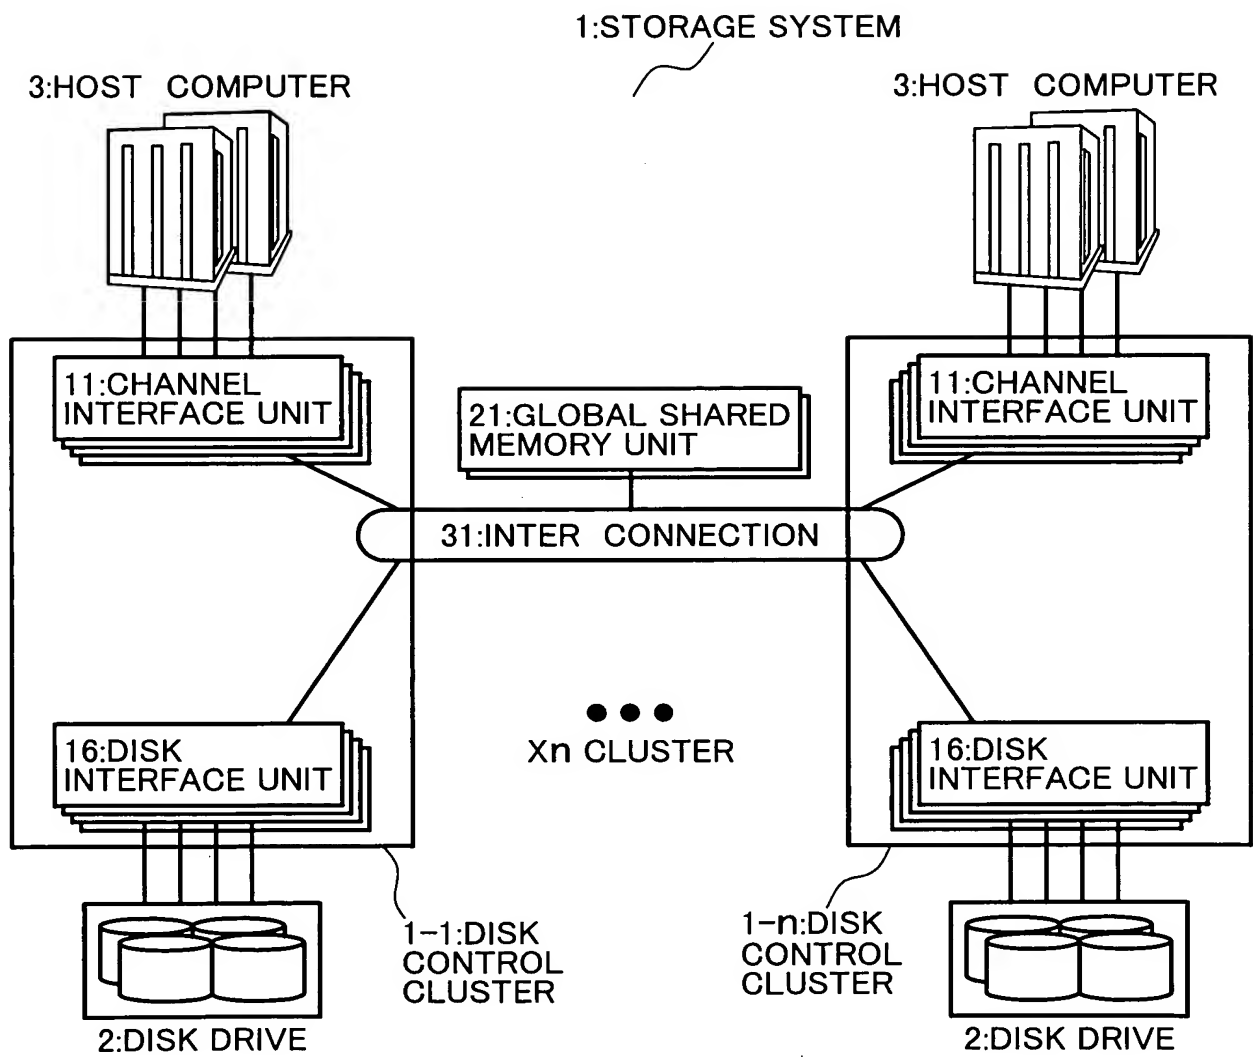 1:STORAGE SYSTEM
3:HOST COMPUTER
3:HOST COMPUTER
11:CHANNEL
INTERFACE UNIT
21:GLOBAL SHARED
MEMORY UNIT
11:CHANNEL
INTERFACE UNIT
31:INTER CONNECTION
Xn CLUSTER
16:DISK
INTERFACE UNIT
16:DISK
INTERFACE UNIT
1-1:DISK
CONTROL
CLUSTER
1-n:DISK
CONTROL
CLUSTER
2:DISK DRIVE
2:DISK DRIVE